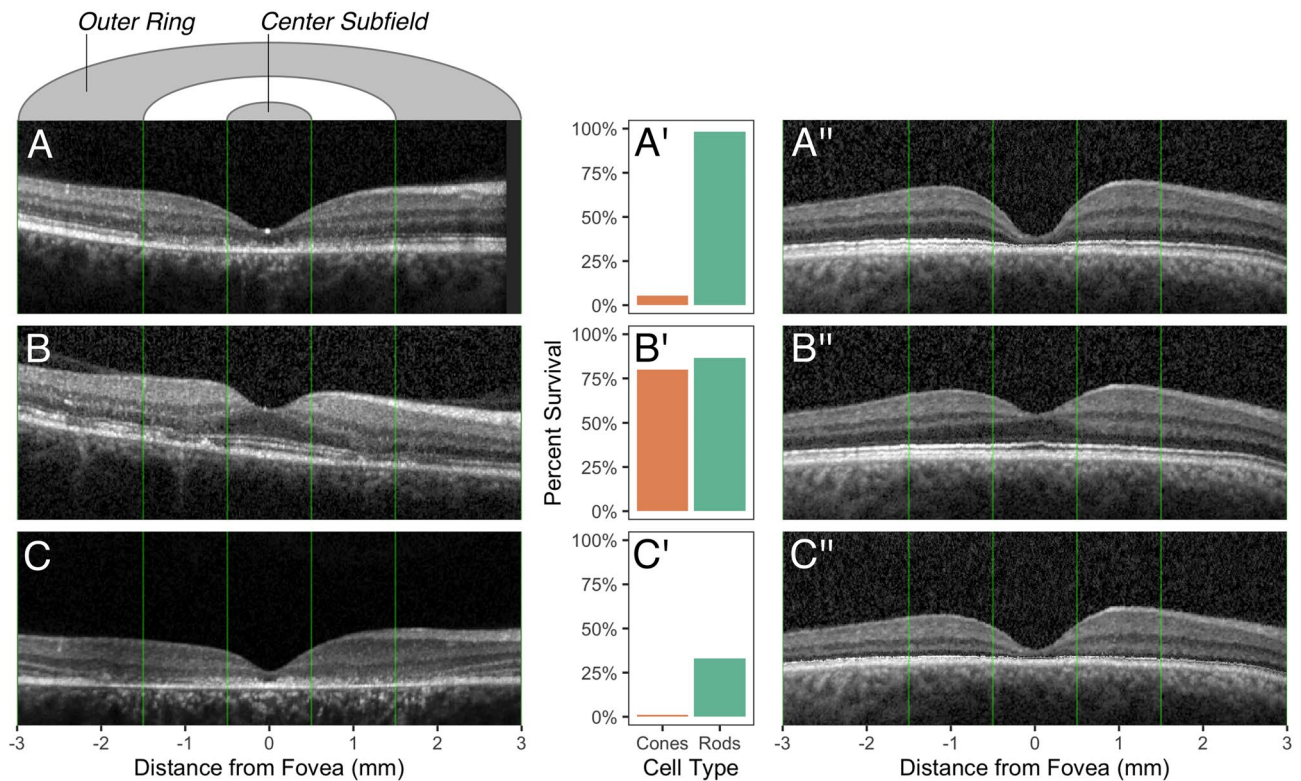 Outer Ring
Center Subfield
A
A'
A"
100%
75%
50%
25%
0%
B
B'
B"
100%
75%
50%
25%
0%
Percent Survival
C
C'
C"
100%
75%
50%
25%
0%
-3 -2 -1 0 1 2 3
Cones Rods
-3 -2 -1 0 1 2 3
Distance from Fovea (mm)
Cell Type
Distance from Fovea (mm)